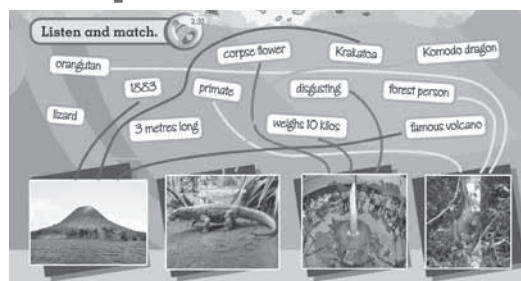 Listen and match.
2.32
corpse flower
Krakatoa
Komodo dragon
orangutan
1883
primate
disgusting
forest person
lizard
3 metres long
weighs 10 kilos
famous volcano